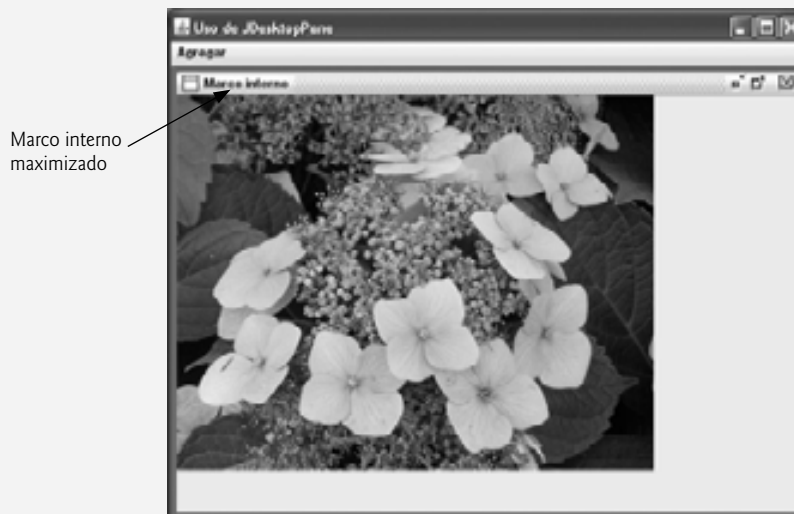 Uso de JDesktopPane
Agregar
Marco interno
Marco interno
maximizado